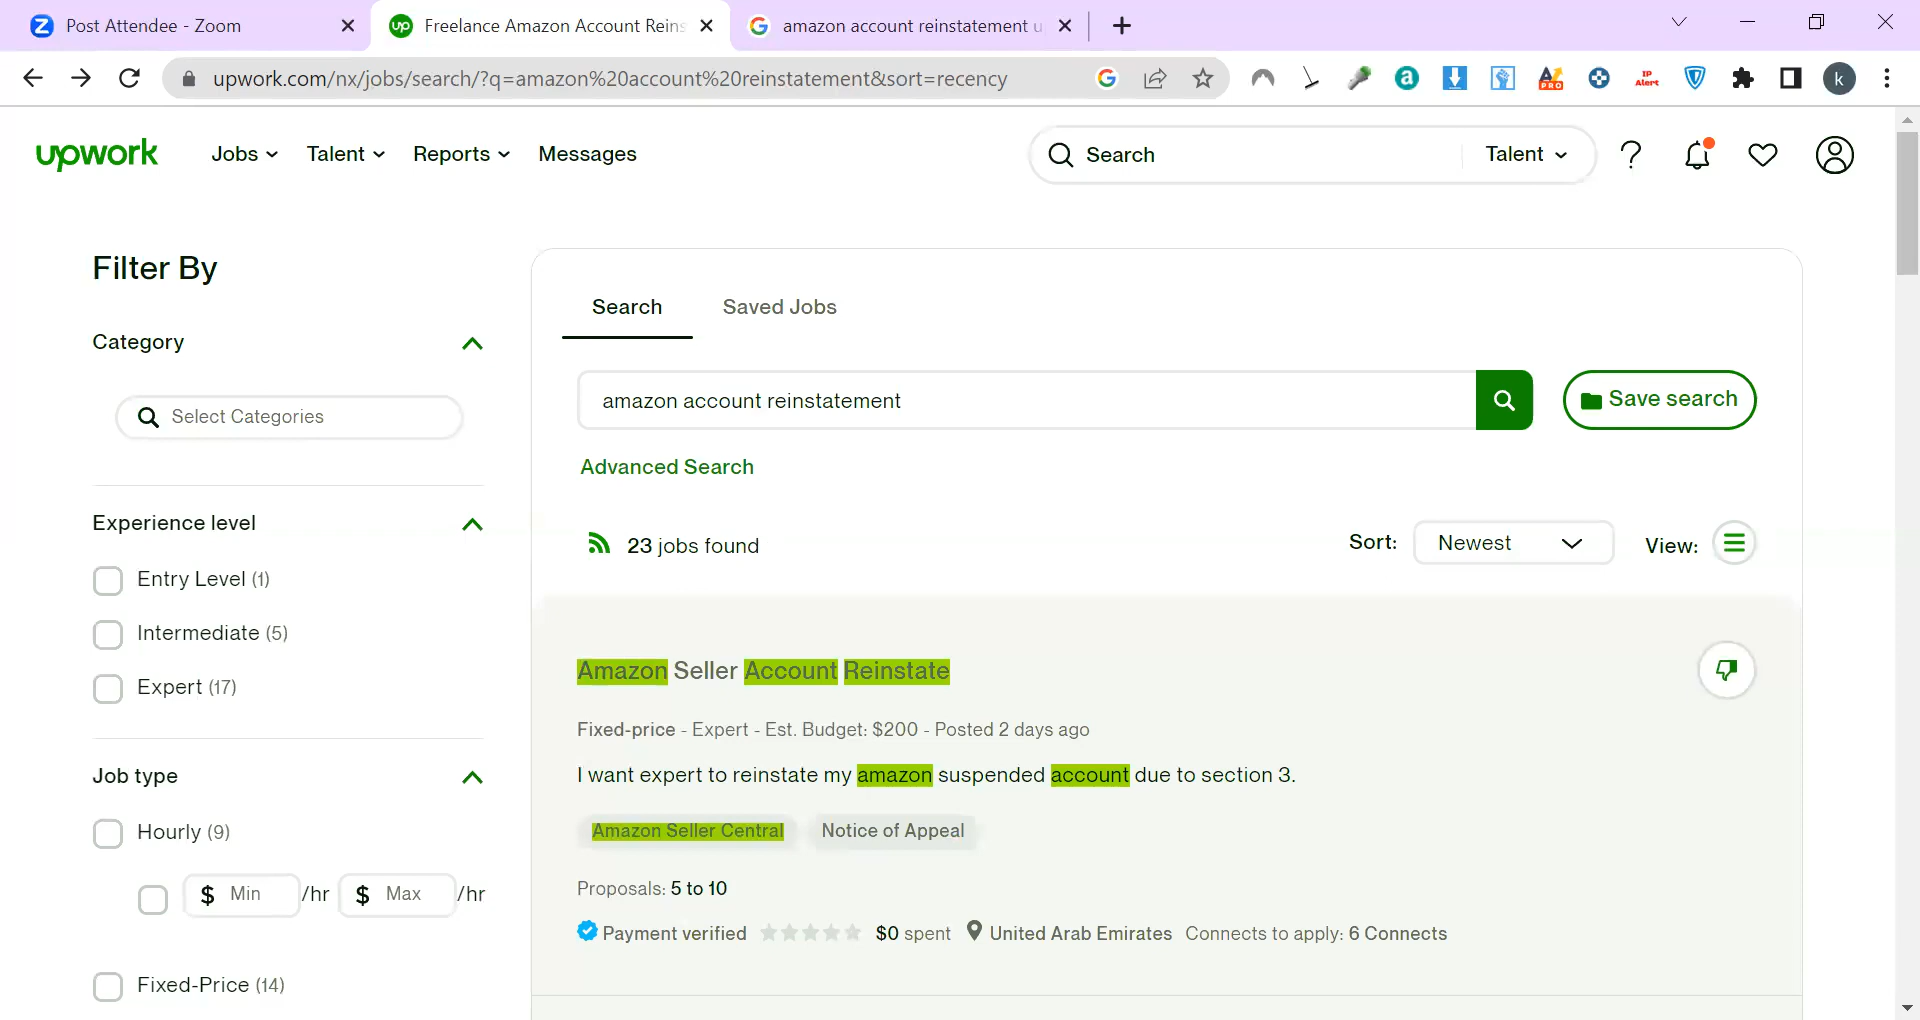 Post Attendee - Zoom
Freelance Amazon Account Reins
amazon account reinstatement u
upwork.com/nx/jobs/search/?q=amazon%20account%20reinstatement&sort=recency
PRO
IP Alert
k
upwork
Jobs
Talent
Reports
Messages
Search
Talent
Filter By
Category
Select Categories
Experience level
Entry Level (1)
Intermediate (5)
Expert (17)
Job type
Hourly (9)
$ Min /hr $ Max /hr
Fixed-Price (14)
Search
Saved Jobs
amazon account reinstatement
Save search
Advanced Search
23 jobs found
Sort: Newest
View:
Amazon Seller Account Reinstate
Fixed-price - Expert - Est. Budget: $200 - Posted 2 days ago
I want expert to reinstate my amazon suspended account due to section 3.
Amazon Seller Central
Notice of Appeal
Proposals: 5 to 10
Payment verified $0 spent United Arab Emirates Connects to apply: 6 Connects